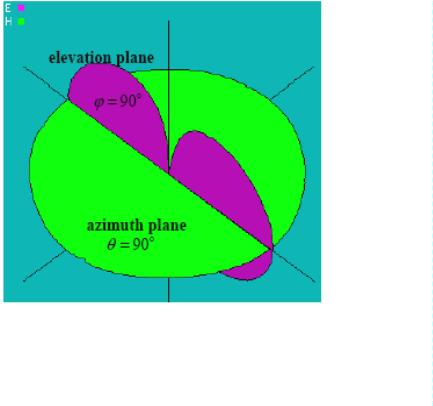 E
H
elevation plane
φ = 90°
azimuth plane
θ = 90°